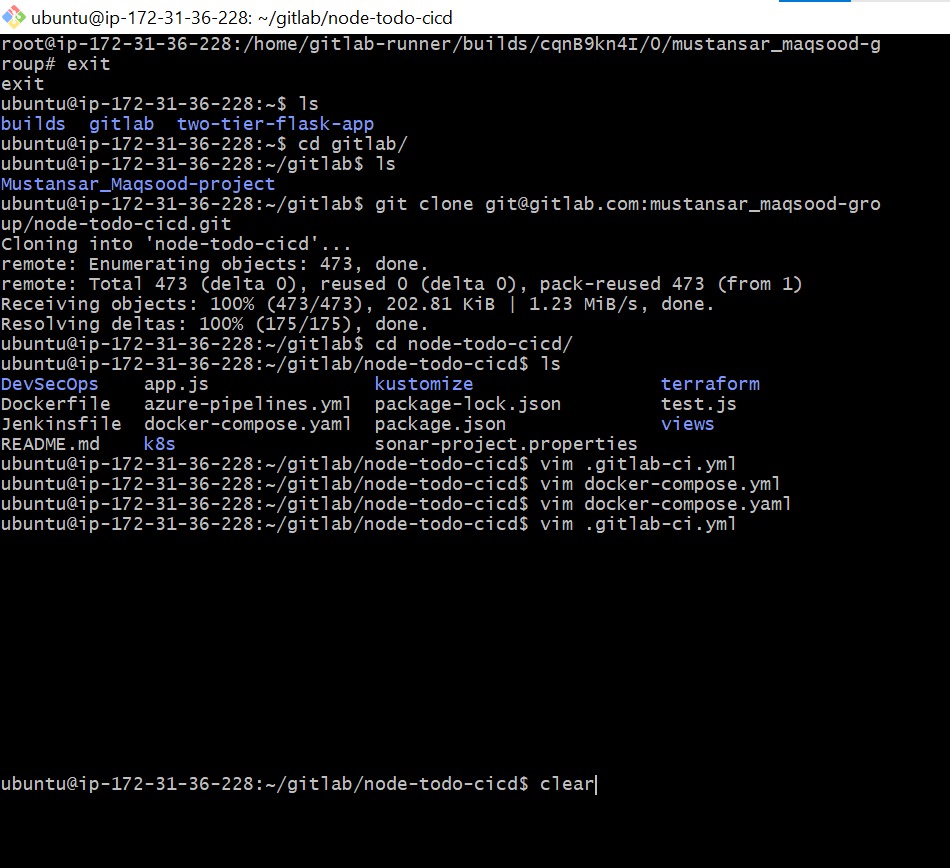 ubuntu@ip-172-31-36-228: ~/gitlab/node-todo-cicd
root@ip-172-31-36-228:/home/gitlab-runner/builds/cqnB9kn4I/0/mustansar_maqsood-g
roup# exit
exit
ubuntu@ip-172-31-36-228:~$ ls
builds  gitlab  two-tier-flask-app
ubuntu@ip-172-31-36-228:~$ cd gitlab/
ubuntu@ip-172-31-36-228:~/gitlab$ ls
Mustansar_Maqsood-project
ubuntu@ip-172-31-36-228:~/gitlab$ git clone git@gitlab.com:mustansar_maqsood-gro
up/node-todo-cicd.git
Cloning into 'node-todo-cicd'...
remote: Enumerating objects: 473, done.
remote: Total 473 (delta 0), reused 0 (delta 0), pack-reused 473 (from 1)
Receiving objects: 100% (473/473), 202.81 KiB | 1.23 MiB/s, done.
Resolving deltas: 100% (175/175), done.
ubuntu@ip-172-31-36-228:~/gitlab$ cd node-todo-cicd/
ubuntu@ip-172-31-36-228:~/gitlab/node-todo-cicd$ ls
DevSecOps    app.js               kustomize                 terraform
Dockerfile   azure-pipelines.yml  package-lock.json         test.js
Jenkinsfile  docker-compose.yaml  package.json              views
README.md    k8s                  sonar-project.properties
ubuntu@ip-172-31-36-228:~/gitlab/node-todo-cicd$ vim .gitlab-ci.yml
ubuntu@ip-172-31-36-228:~/gitlab/node-todo-cicd$ vim docker-compose.yml
ubuntu@ip-172-31-36-228:~/gitlab/node-todo-cicd$ vim docker-compose.yaml
ubuntu@ip-172-31-36-228:~/gitlab/node-todo-cicd$ vim .gitlab-ci.yml
ubuntu@ip-172-31-36-228:~/gitlab/node-todo-cicd$ clear